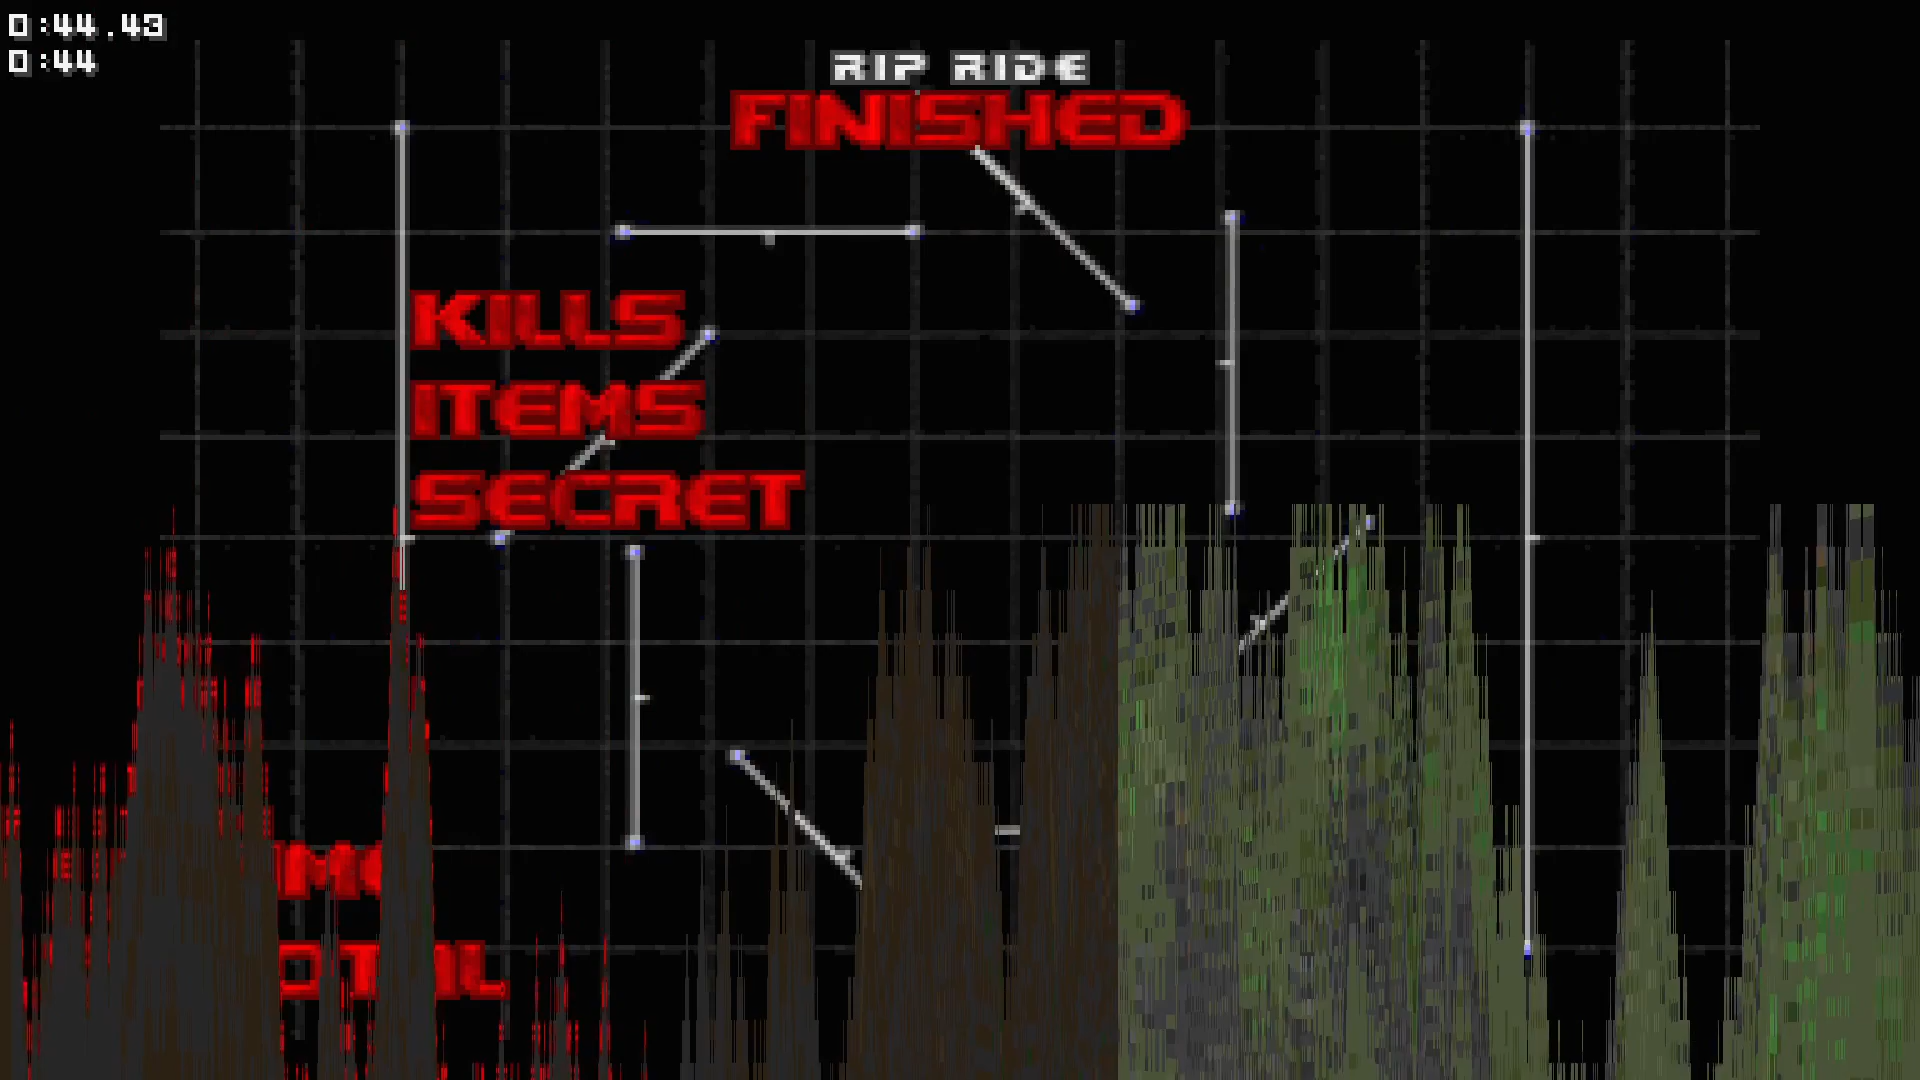 0:44.43
0:44
RIP RIDE
FINISHED
KILLS
ITEMS
SECRET